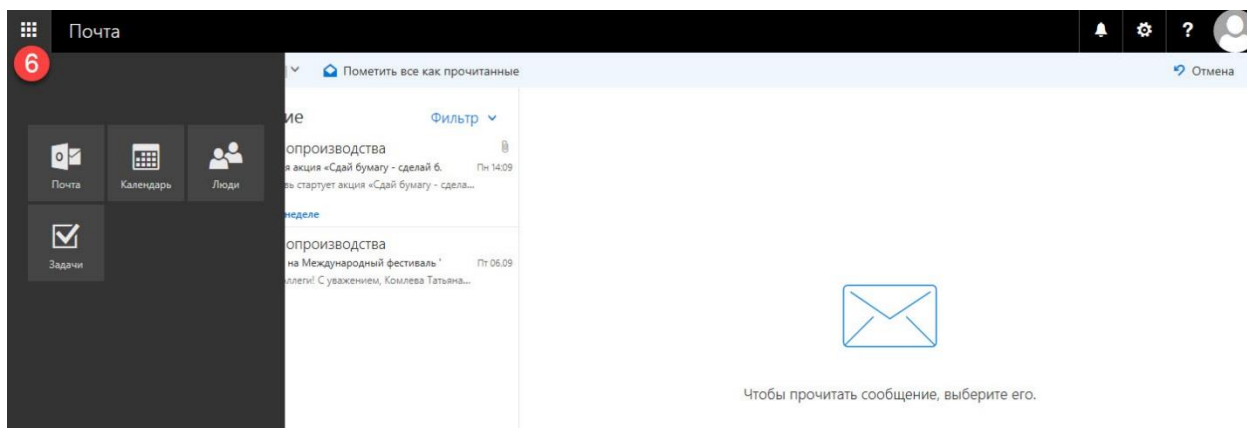 Почта
?
6
Пометить все как прочитанные
Отмена
ие
Фильтр
опроизводства
я акция «Сдай бумагу - сделай б.
Пн 14:09
вь стартует акция «Сдай бумагу - сдела...
Почта
Календарь
Люди
неделе
опроизводства
на Международный фестиваль '
Пт 06.09
ллеги! С уважением, Комлева Татьяна...
Задачи
Чтобы прочитать сообщение, выберите его.